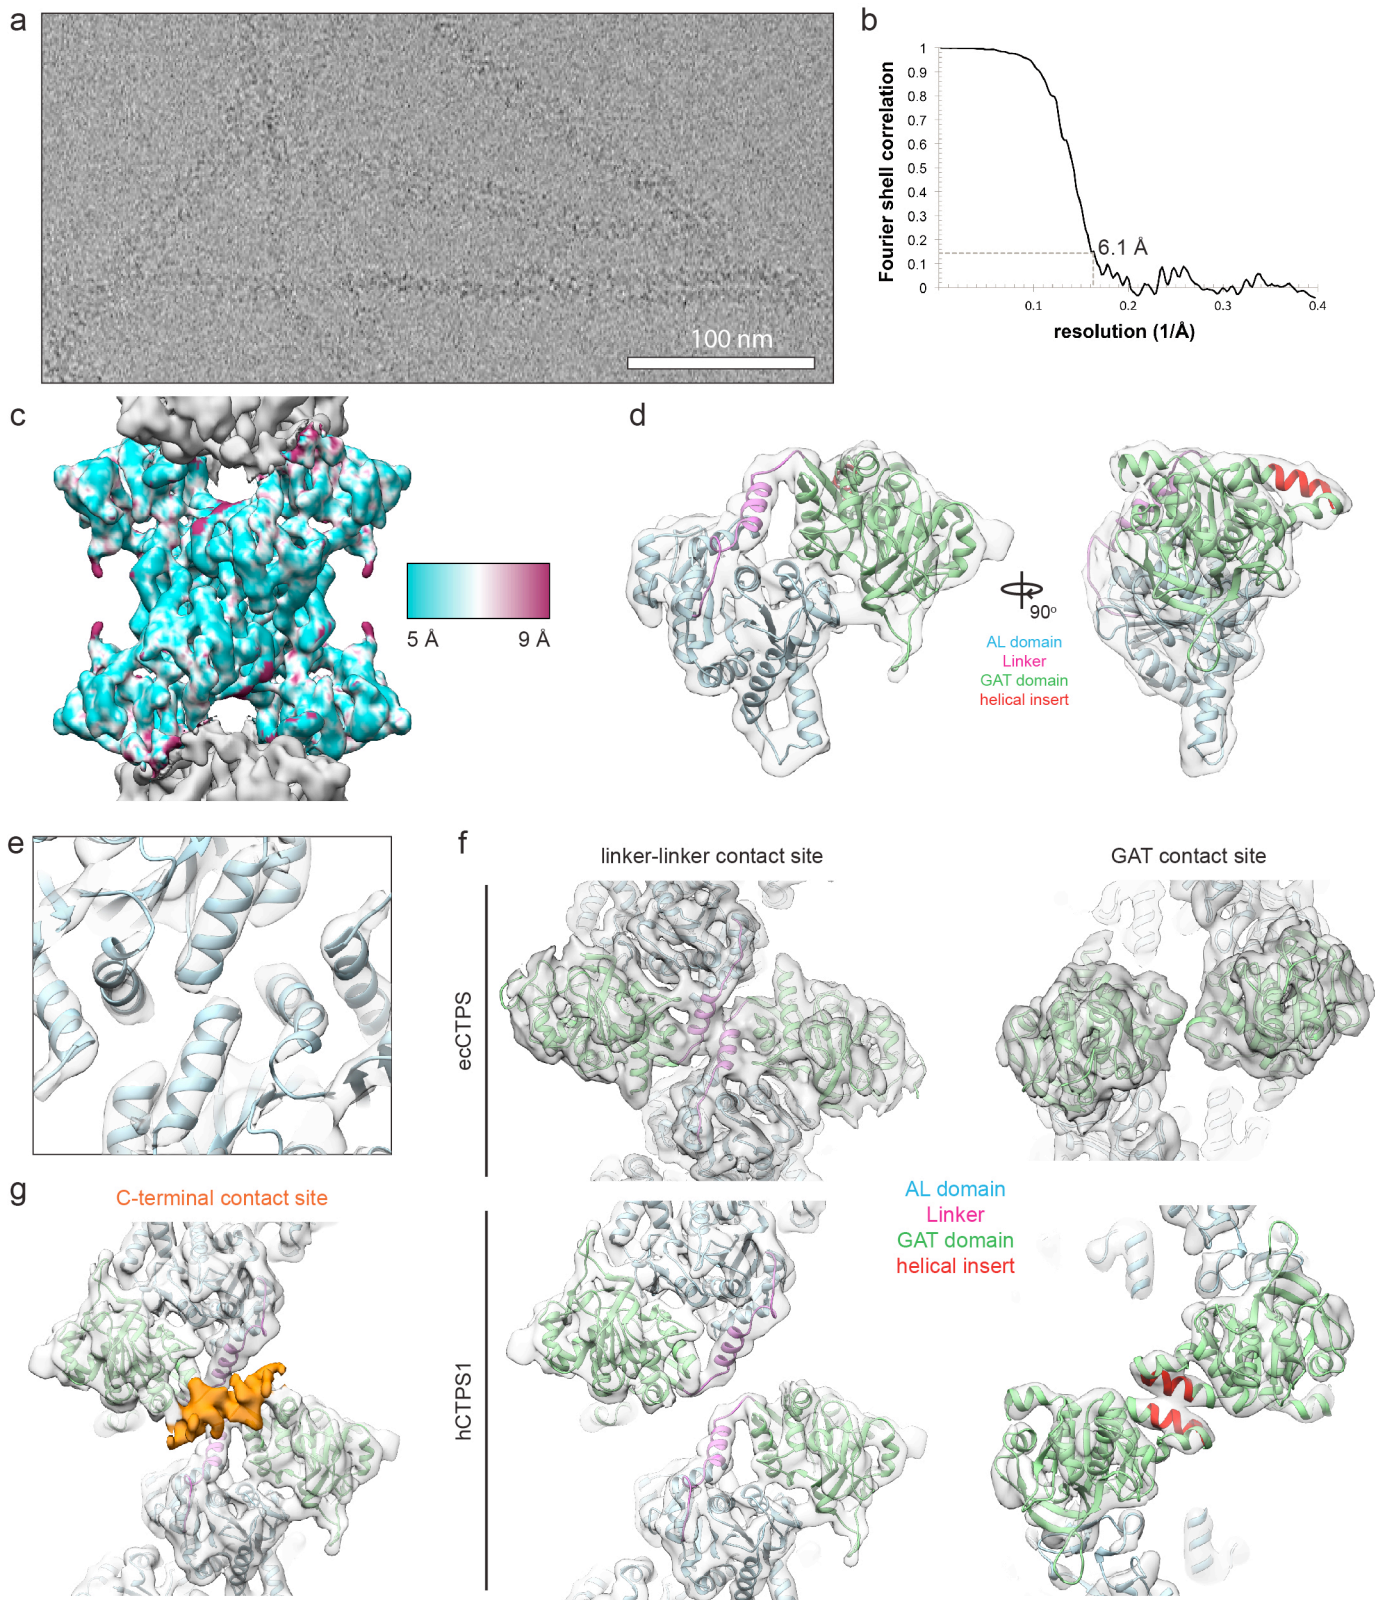 a
100 nm
b
Fourier shell correlation
1
0.9
0.8
0.7
0.6
0.5
0.4
0.3
0.2
0.1
0
6.1 Å
0.1
0.2
0.3
0.4
resolution (1/Å)
c
5 Å
9 Å
d
90°
AL domain
Linker
GAT domain
helical insert
e
f
linker-linker contact site
GAT contact site
ecCTPS
g
C-terminal contact site
hCTPS1
AL domain
Linker
GAT domain
helical insert